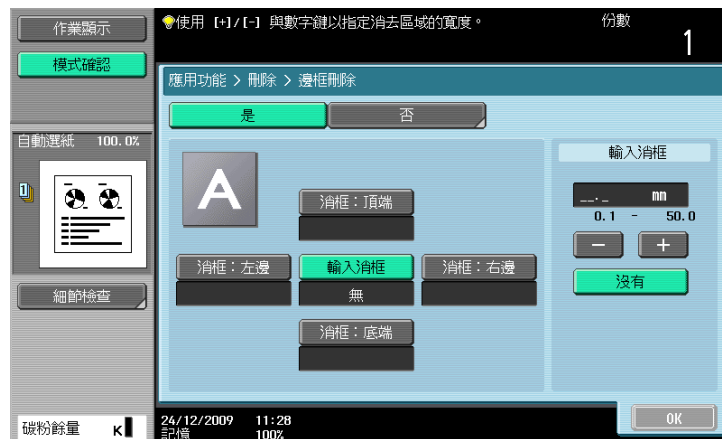 作業顯示
模式確認
使用 [+]/[-] 與數字鍵以指定消去區域的寬度。
份數
1
應用功能 > 刪除 > 邊框刪除
是
否
自動選紙 100.0%
1
A
消框：頂端
消框：左邊
輸入消框
無
消框：右邊
消框：底端
輸入消框
__._ mm
0.1 - 50.0
−
+
沒有
細節檢查
碳粉餘量 K
24/12/2009 11:28
記憶 100%
OK